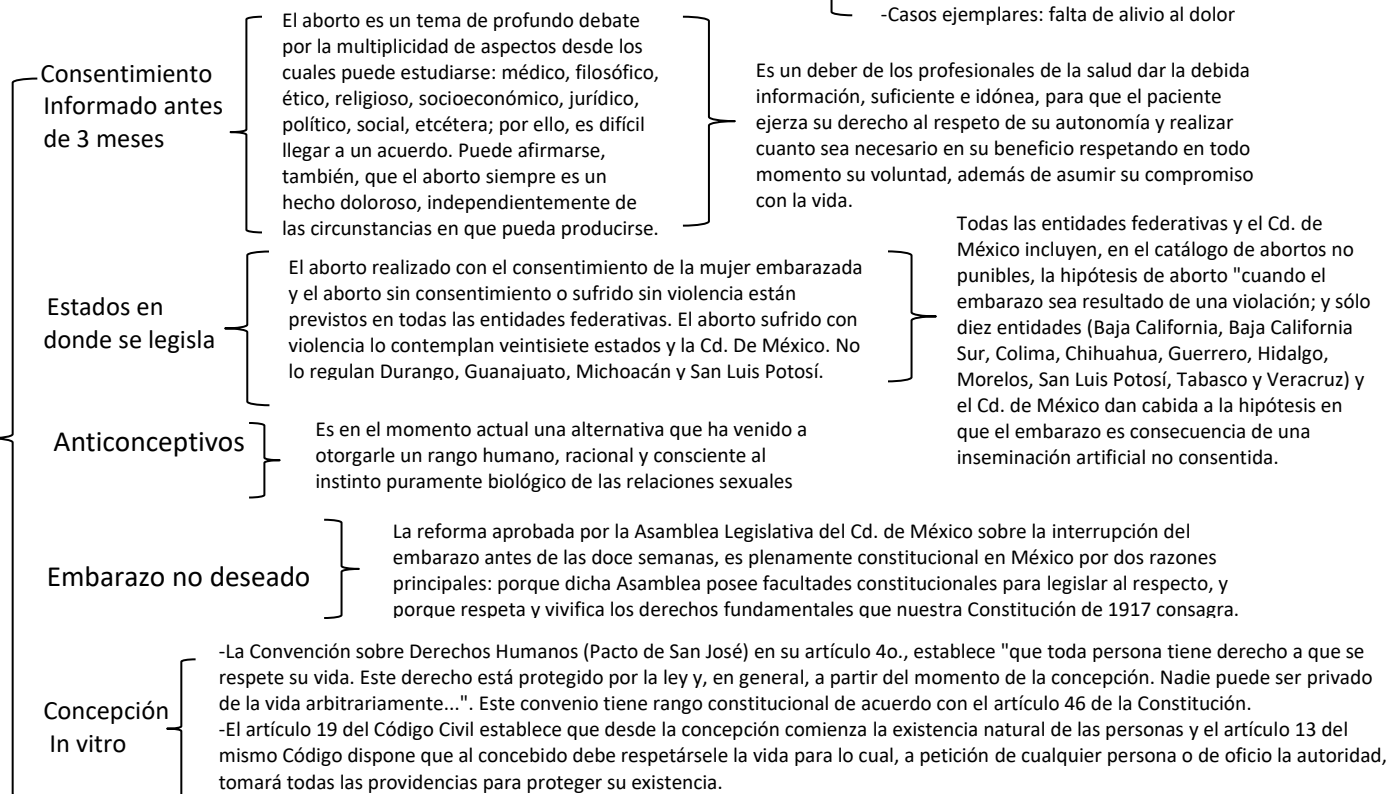 -Casos ejemplares: falta de alivio al dolor
Consentimiento
Informado antes
de 3 meses
El aborto es un tema de profundo debate
por la multiplicidad de aspectos desde los
cuales puede estudiarse: médico, filosófico,
ético, religioso, socioeconómico, jurídico,
político, social, etcétera; por ello, es difícil
llegar a un acuerdo. Puede afirmarse,
también, que el aborto siempre es un
hecho doloroso, independientemente de
las circunstancias en que pueda producirse.
Es un deber de los profesionales de la salud dar la debida
información, suficiente e idónea, para que el paciente
ejerza su derecho al respeto de su autonomía y realizar
cuanto sea necesario en su beneficio respetando en todo
momento su voluntad, además de asumir su compromiso
con la vida.
Estados en
donde se legisla
El aborto realizado con el consentimiento de la mujer embarazada
y el aborto sin consentimiento o sufrido sin violencia están
previstos en todas las entidades federativas. El aborto sufrido con
violencia lo contemplan veintisiete estados y la Cd. De México. No
lo regulan Durango, Guanajuato, Michoacán y San Luis Potosí.
Todas las entidades federativas y el Cd. de
México incluyen, en el catálogo de abortos no
punibles, la hipótesis de aborto "cuando el
embarazo sea resultado de una violación; y sólo
diez entidades (Baja California, Baja California
Sur, Colima, Chihuahua, Guerrero, Hidalgo,
Morelos, San Luis Potosí, Tabasco y Veracruz) y
el Cd. de México dan cabida a la hipótesis en
que el embarazo es consecuencia de una
inseminación artificial no consentida.
Anticonceptivos
Es en el momento actual una alternativa que ha venido a
otorgarle un rango humano, racional y consciente al
instinto puramente biológico de las relaciones sexuales
Embarazo no deseado
La reforma aprobada por la Asamblea Legislativa del Cd. de México sobre la interrupción del
embarazo antes de las doce semanas, es plenamente constitucional en México por dos razones
principales: porque dicha Asamblea posee facultades constitucionales para legislar al respecto, y
porque respeta y vivifica los derechos fundamentales que nuestra Constitución de 1917 consagra.
Concepción
In vitro
-La Convención sobre Derechos Humanos (Pacto de San José) en su artículo 4o., establece "que toda persona tiene derecho a que se
respete su vida. Este derecho está protegido por la ley y, en general, a partir del momento de la concepción. Nadie puede ser privado
de la vida arbitrariamente...". Este convenio tiene rango constitucional de acuerdo con el artículo 46 de la Constitución.
-El artículo 19 del Código Civil establece que desde la concepción comienza la existencia natural de las personas y el artículo 13 del
mismo Código dispone que al concebido debe respetársele la vida para lo cual, a petición de cualquier persona o de oficio la autoridad,
tomará todas las providencias para proteger su existencia.